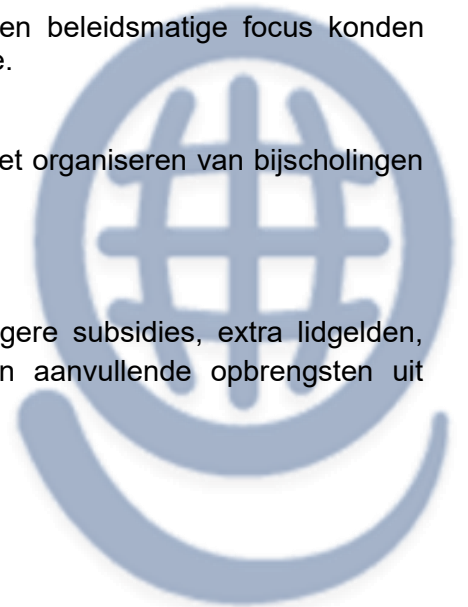 en beleidsmatige focus konden
e.
et organiseren van bijscholingen
gere subsidies, extra lidgelden,
n aanvullende opbrengsten uit